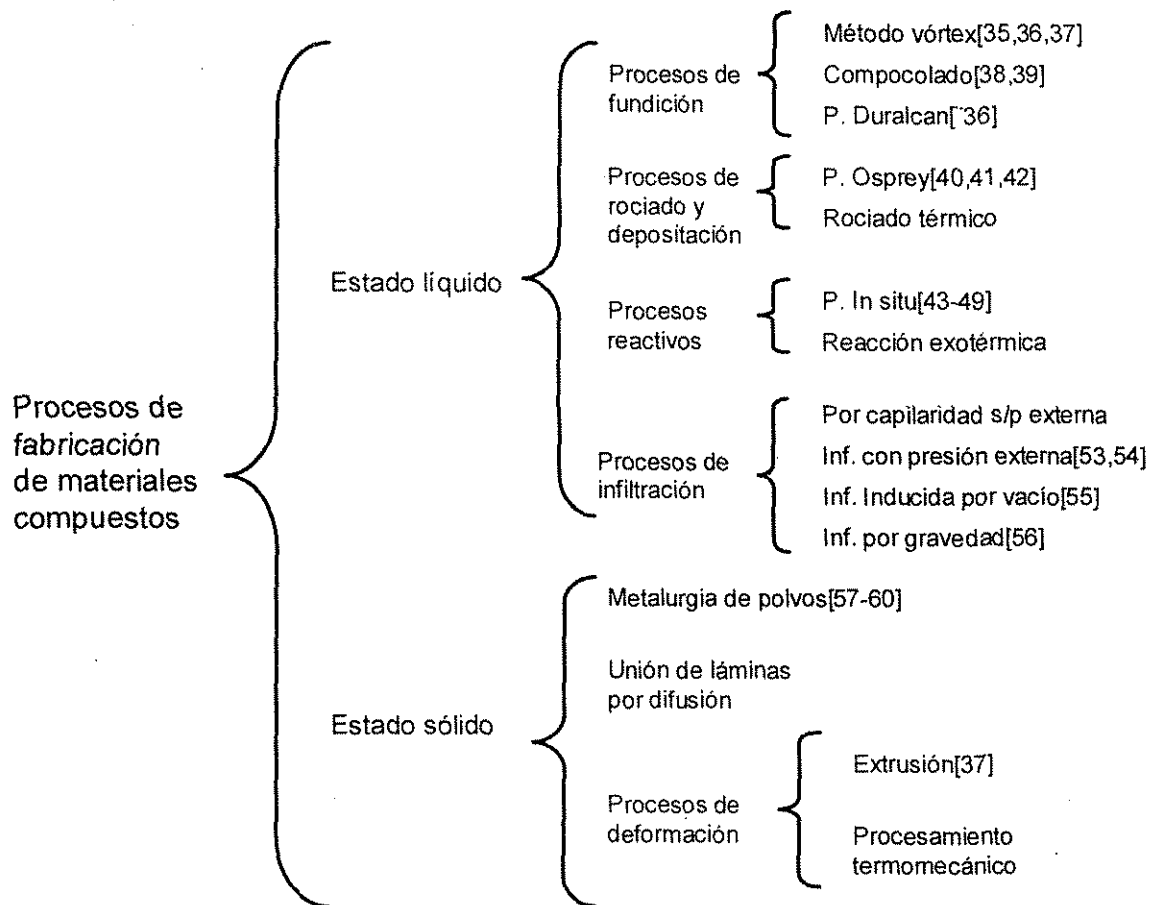 Procesos de
fabricación
de materiales
compuestos
Estado líquido
Procesos de
fundición
Método vórtex[35,36,37]
Compocolado[38,39]
P. Duralcan[¨36]
Procesos de
rociado y
depositación
P. Osprey[40,41,42]
Rociado térmico
Procesos
reactivos
P. In situ[43-49]
Reacción exotérmica
Procesos de
infiltración
Por capilaridad s/p externa
Inf. con presión externa[53,54]
Inf. Inducida por vacío[55]
Inf. por gravedad[56]
Estado sólido
Metalurgia de polvos[57-60]
Unión de láminas
por difusión
Procesos de
deformación
Extrusión[37]
Procesamiento
termomecánico